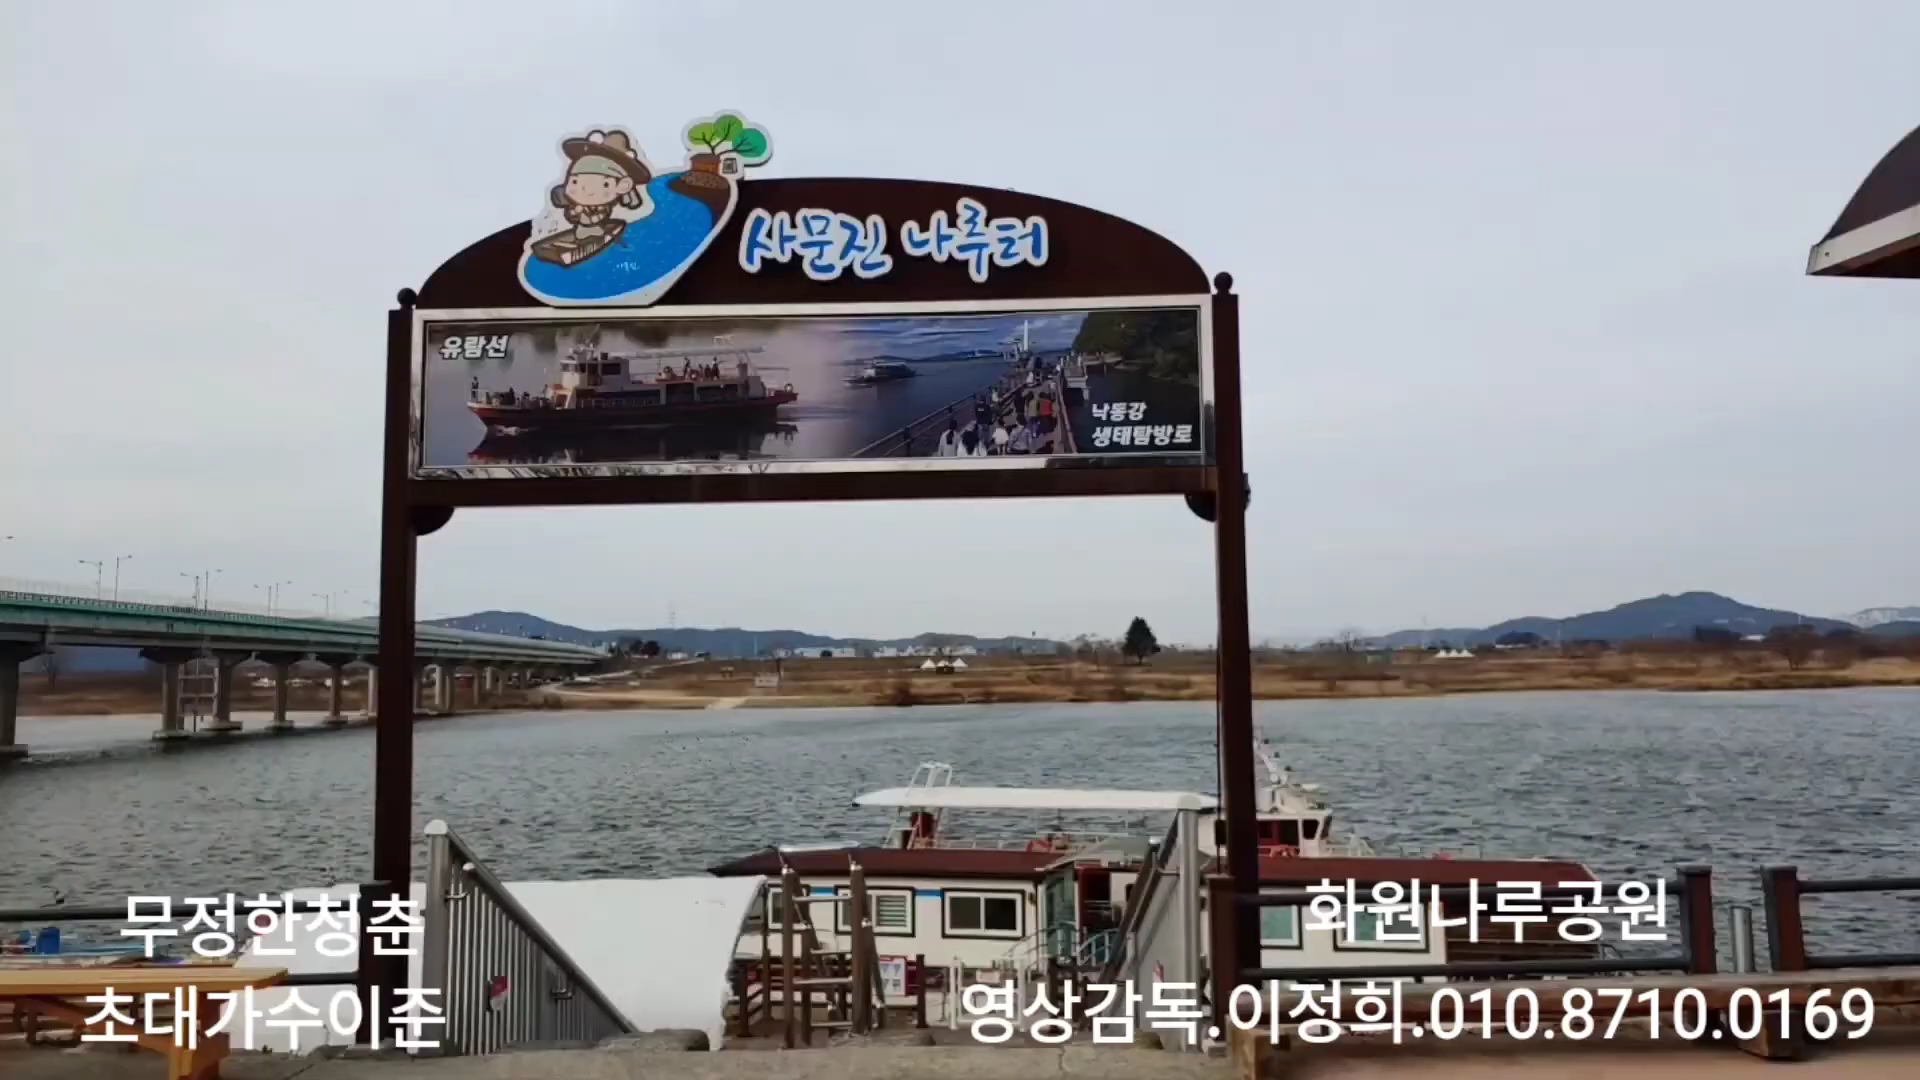 사문진 나루터
유람선
낙동강
생태탐방로
무정한청춘
초대가수이준
화원나루공원
영상감독.이정희.010.8710.0169